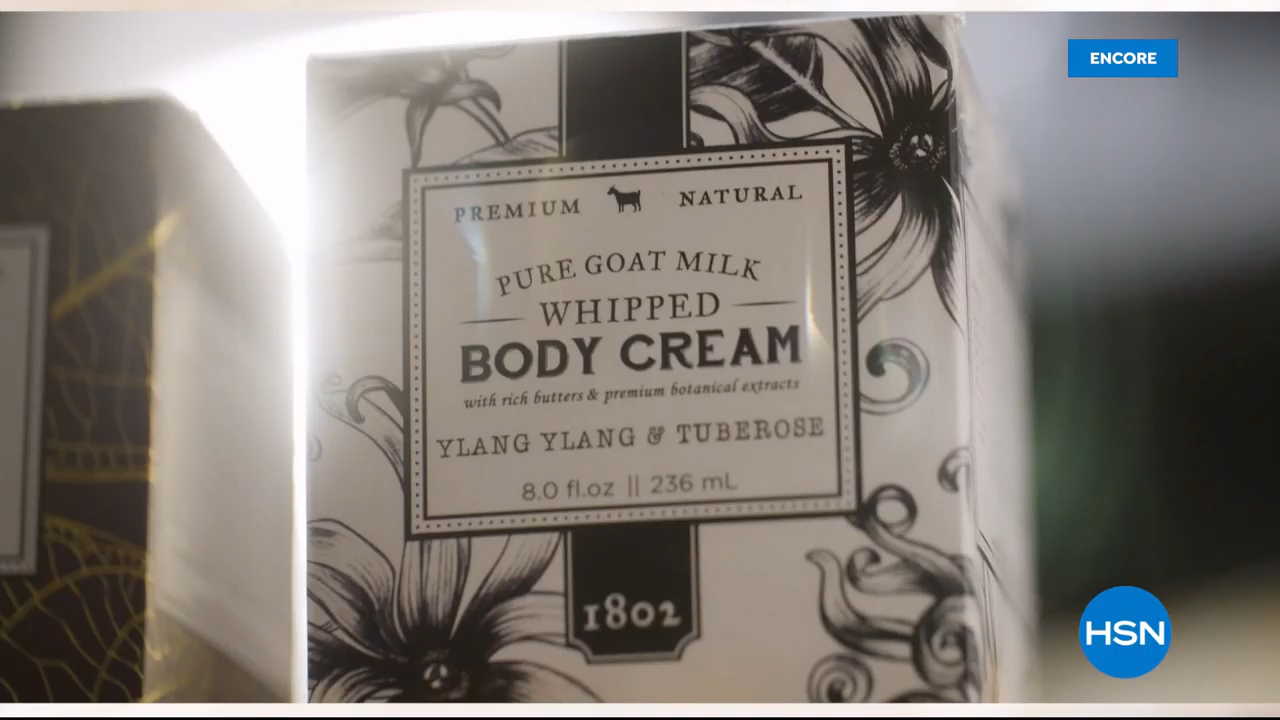 ENCORE
PREMIUM NATURAL
PURE GOAT MILK
WHIPPED
BODY CREAM
with rich butters & premium botanical extracts
YLANG YLANG & TUBEROSE
8.0 fl.oz || 236 mL
1802
HSN